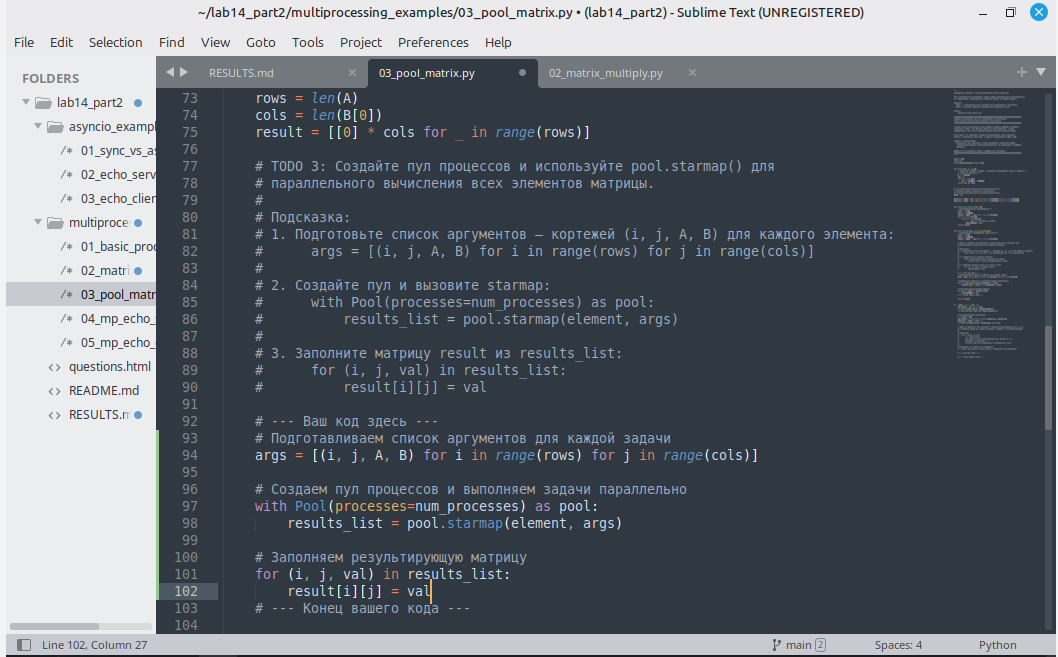 ~/lab14_part2/multiprocessing_examples/03_pool_matrix.py • (lab14_part2) - Sublime Text (UNREGISTERED)
File Edit Selection Find View Goto Tools Project Preferences Help
FOLDERS
lab14_part2
asyncio_exampl
/* 01_sync_vs_as
/* 02_echo_serv
/* 03_echo_clien
multiproce
/* 01_basic_proc
/* 02_matri
/* 03_pool_matr
/* 04_mp_echo_
/* 05_mp_echo_
<> questions.html
<> README.md
<> RESULTS.m
RESULTS.md × 03_pool_matrix.py 02_matrix_multiply.py ×
73 rows = len(A)
74 cols = len(B[0])
75 result = [[0] * cols for _ in range(rows)]
76
77 # TODO 3: Создайте пул процессов и используйте pool.starmap() для
78 # параллельного вычисления всех элементов матрицы.
79 #
80 # Подсказка:
81 # 1. Подготовьте список аргументов — кортежей (i, j, A, B) для каждого элемента:
82 #      args = [(i, j, A, B) for i in range(rows) for j in range(cols)]
83 #
84 # 2. Создайте пул и вызовите starmap:
85 #      with Pool(processes=num_processes) as pool:
86 #          results_list = pool.starmap(element, args)
87 #
88 # 3. Заполните матрицу result из results_list:
89 #      for (i, j, val) in results_list:
90 #          result[i][j] = val
91
92 # --- Ваш код здесь ---
93 # Подготавливаем список аргументов для каждой задачи
94 args = [(i, j, A, B) for i in range(rows) for j in range(cols)]
95
96 # Создаем пул процессов и выполняем задачи параллельно
97 with Pool(processes=num_processes) as pool:
98     results_list = pool.starmap(element, args)
99
100 # Заполняем результирующую матрицу
101 for (i, j, val) in results_list:
102     result[i][j] = val
103 # --- Конец вашего кода ---
104
Line 102, Column 27 main 2 Spaces: 4 Python